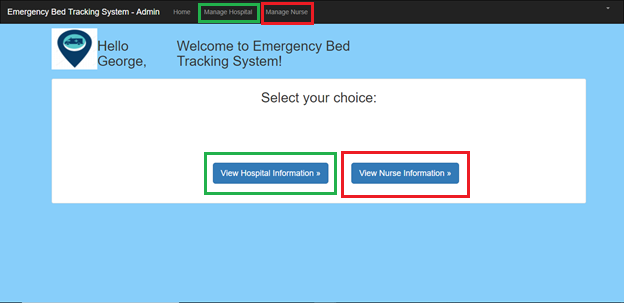 Emergency Bed Tracking System - Admin Home Manage Hospital Manage Nurse
Hello George,
Welcome to Emergency Bed Tracking System!
Select your choice:
View Hospital Information » View Nurse Information »